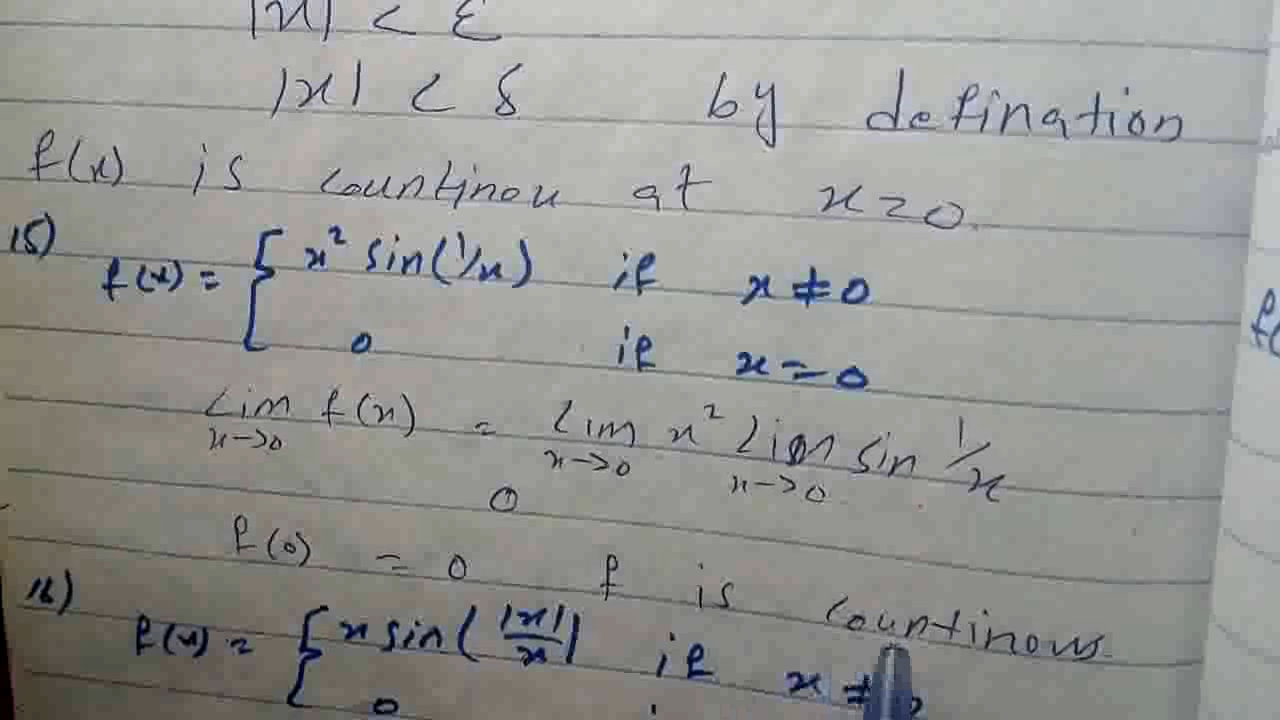 |x| < ε
|x| < δ by defination
f(x) is countinou at x=0.
15)
f(x) = { x² sin(1/x) if x ≠ 0
0 if x = 0
Lim x->0 f(x) = Lim x->0 x² Lim x->0 sin 1/x
0
f(0) = 0 f is countinous
16)
f(x) = { x sin(|x|/x) if x ≠ 0
0